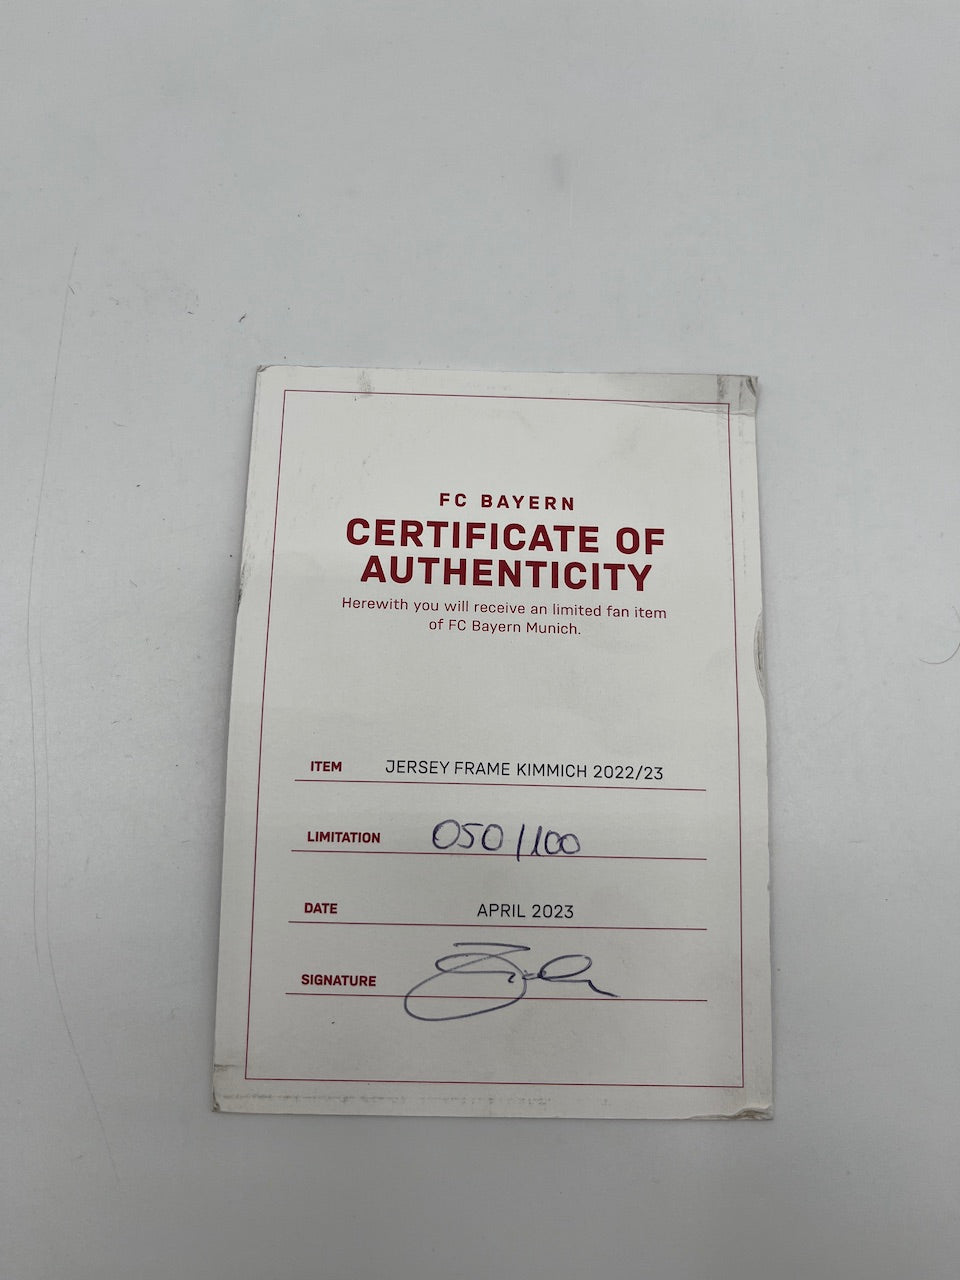 FC BAYERN
CERTIFICATE OF
AUTHENTICITY
Herewith you will receive an limited fan item
of FC Bayern Munich.
ITEM JERSEY FRAME KIMMICH 2022/23
LIMITATION 050/100
DATE APRIL 2023
SIGNATURE